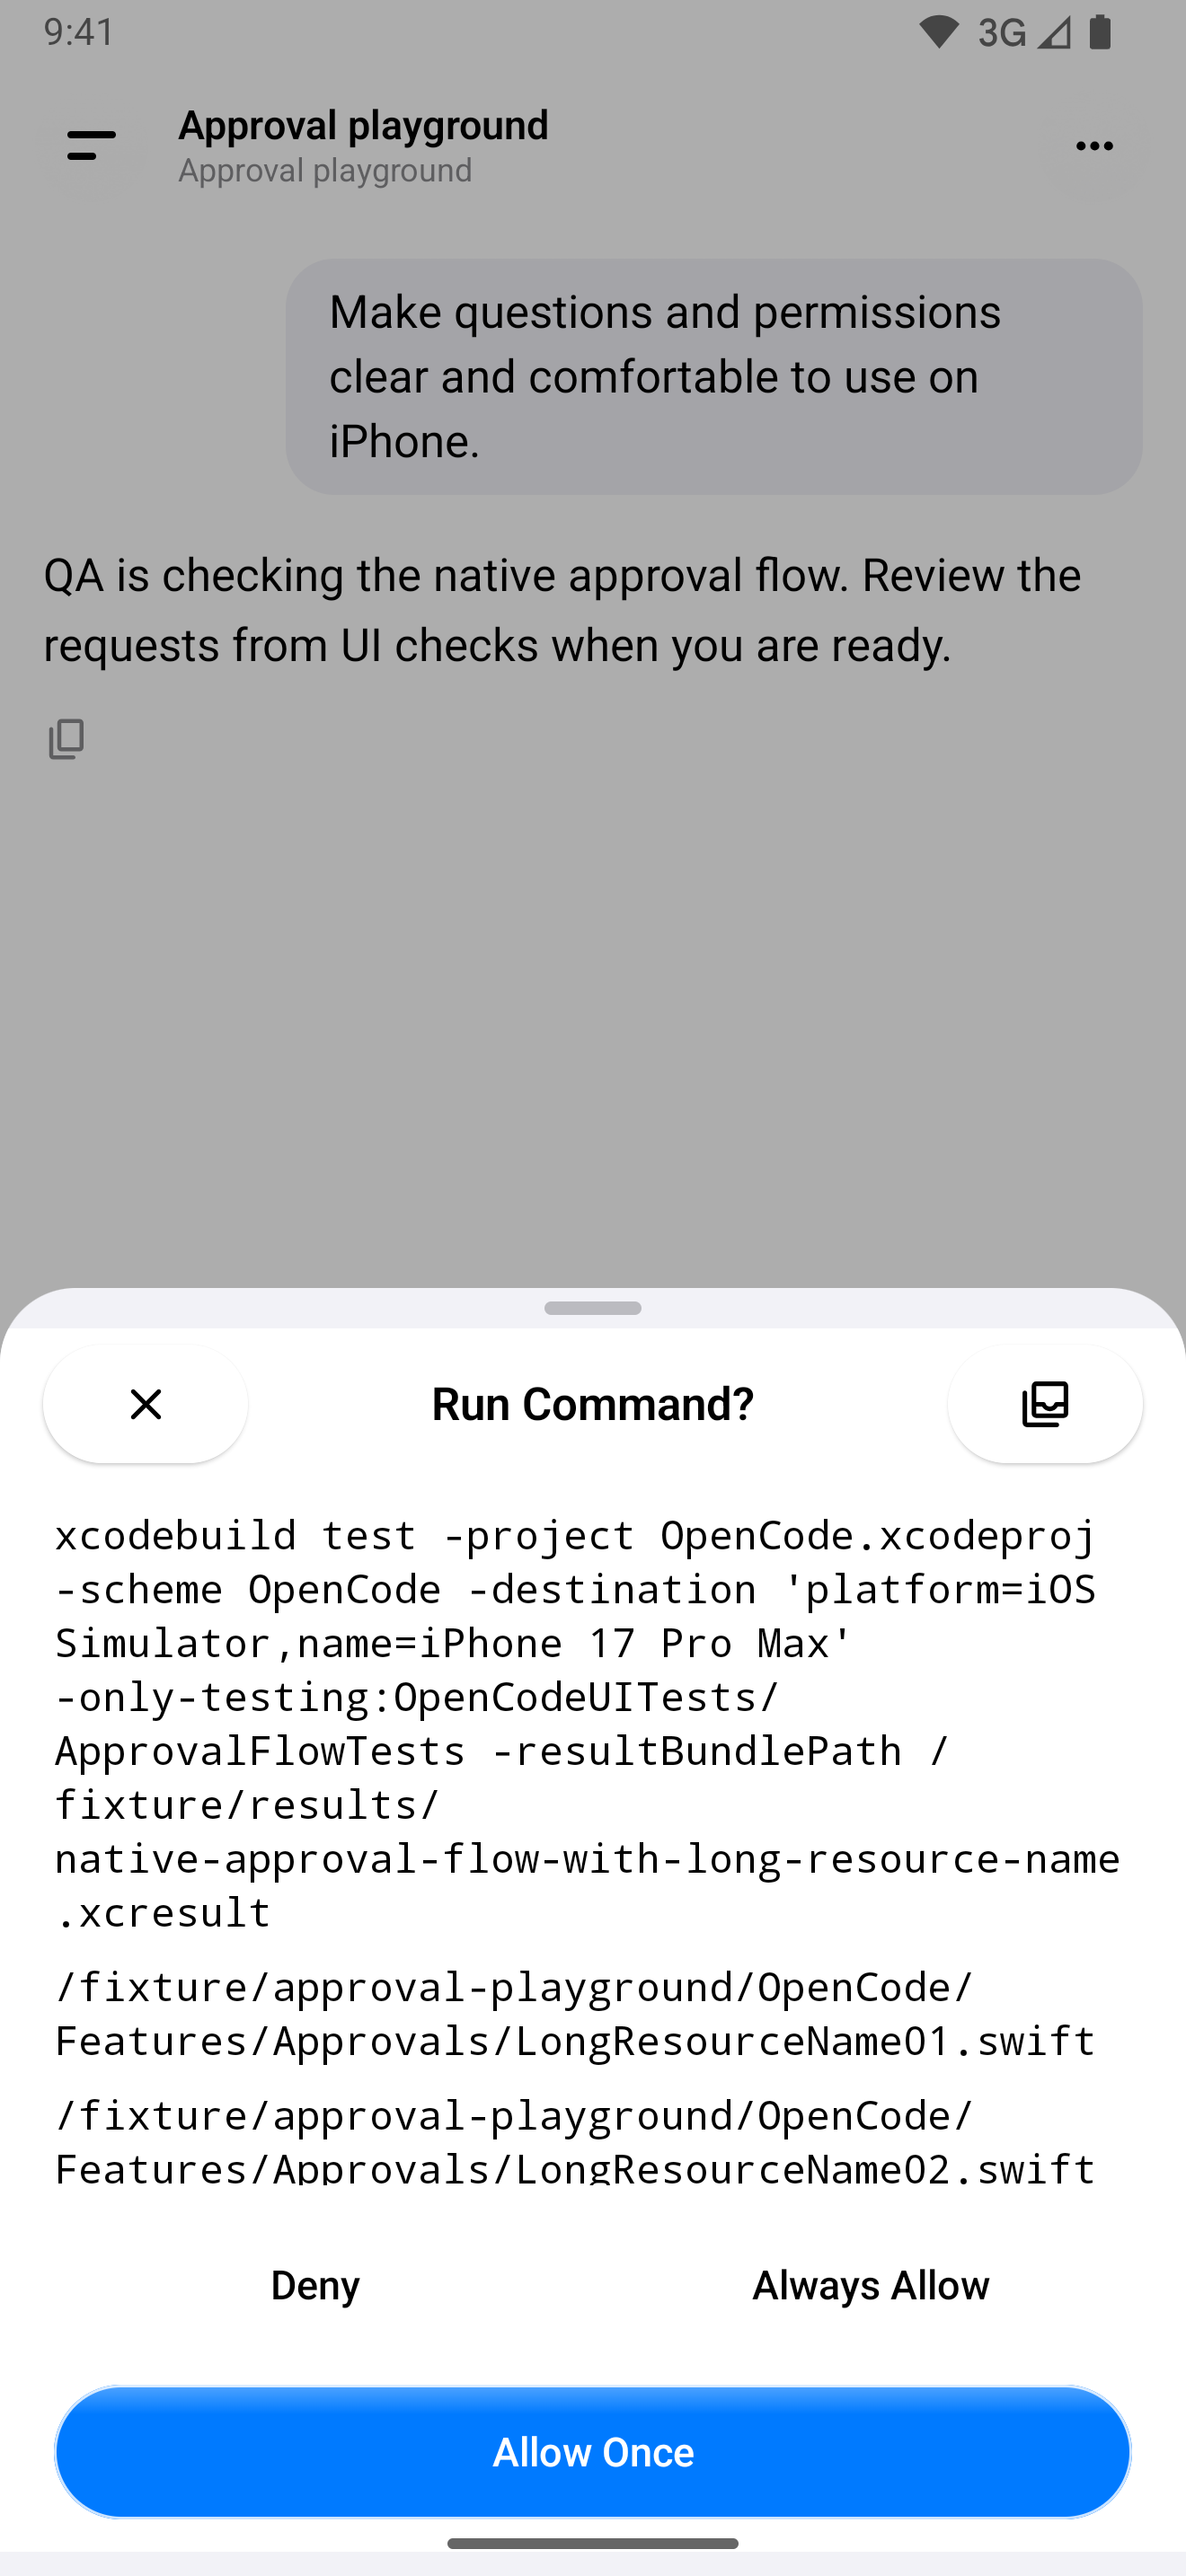 9:41
3G
Approval playground
Approval playground
Make questions and permissions
clear and comfortable to use on
iPhone.
QA is checking the native approval flow. Review the
requests from UI checks when you are ready.
Run Command?
xcodebuild test -project OpenCode.xcodeproj
-scheme OpenCode -destination 'platform=iOS
Simulator,name=iPhone 17 Pro Max'
-only-testing:OpenCodeUITests/
ApprovalFlowTests -resultBundlePath /
fixture/results/
native-approval-flow-with-long-resource-name
.xcresult
/fixture/approval-playground/OpenCode/
Features/Approvals/LongResourceName01.swift
/fixture/approval-playground/OpenCode/
Features/Approvals/LongResourceName02.swift
Deny
Always Allow
Allow Once